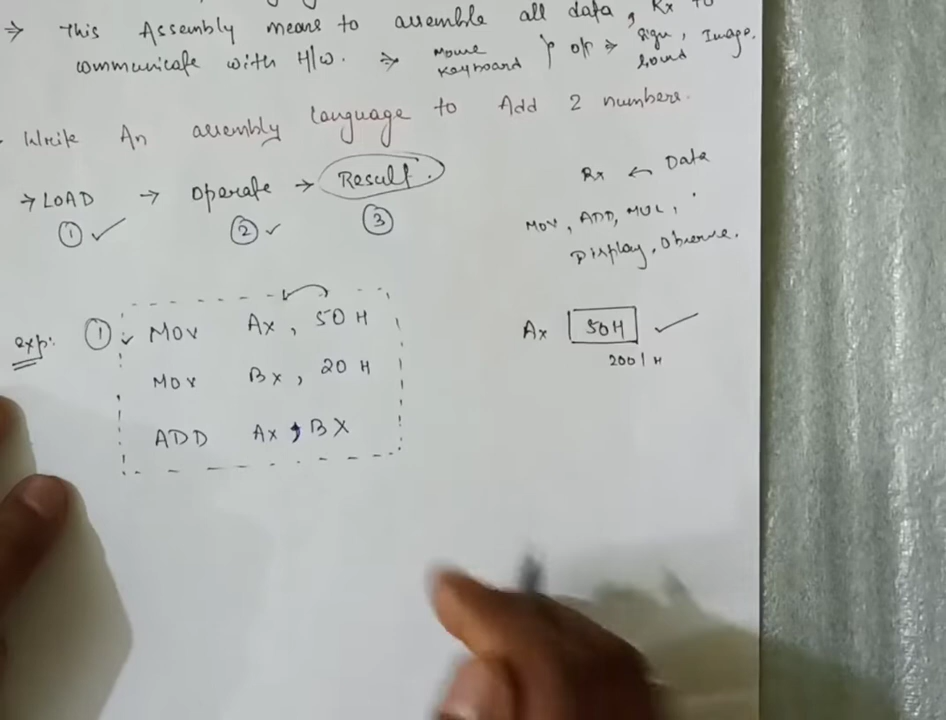 ⇒ This Assembly means to assemble all data, Rx to
communicate with H/W. ⇒ Mouse Keyboard } O/P ⇒ Sign, Image. Sound
Write An assembly language to Add 2 numbers.
→ LOAD → Operate → Result.
① ✓ ② ✓ ③
Rx ← Data
MOV, ADD, MUL,
Display, Observe.
exp: ① ✓ MOV Ax, 50 H
MOV Bx, 20 H
ADD Ax, BX
Ax 50H ✓
2001 H